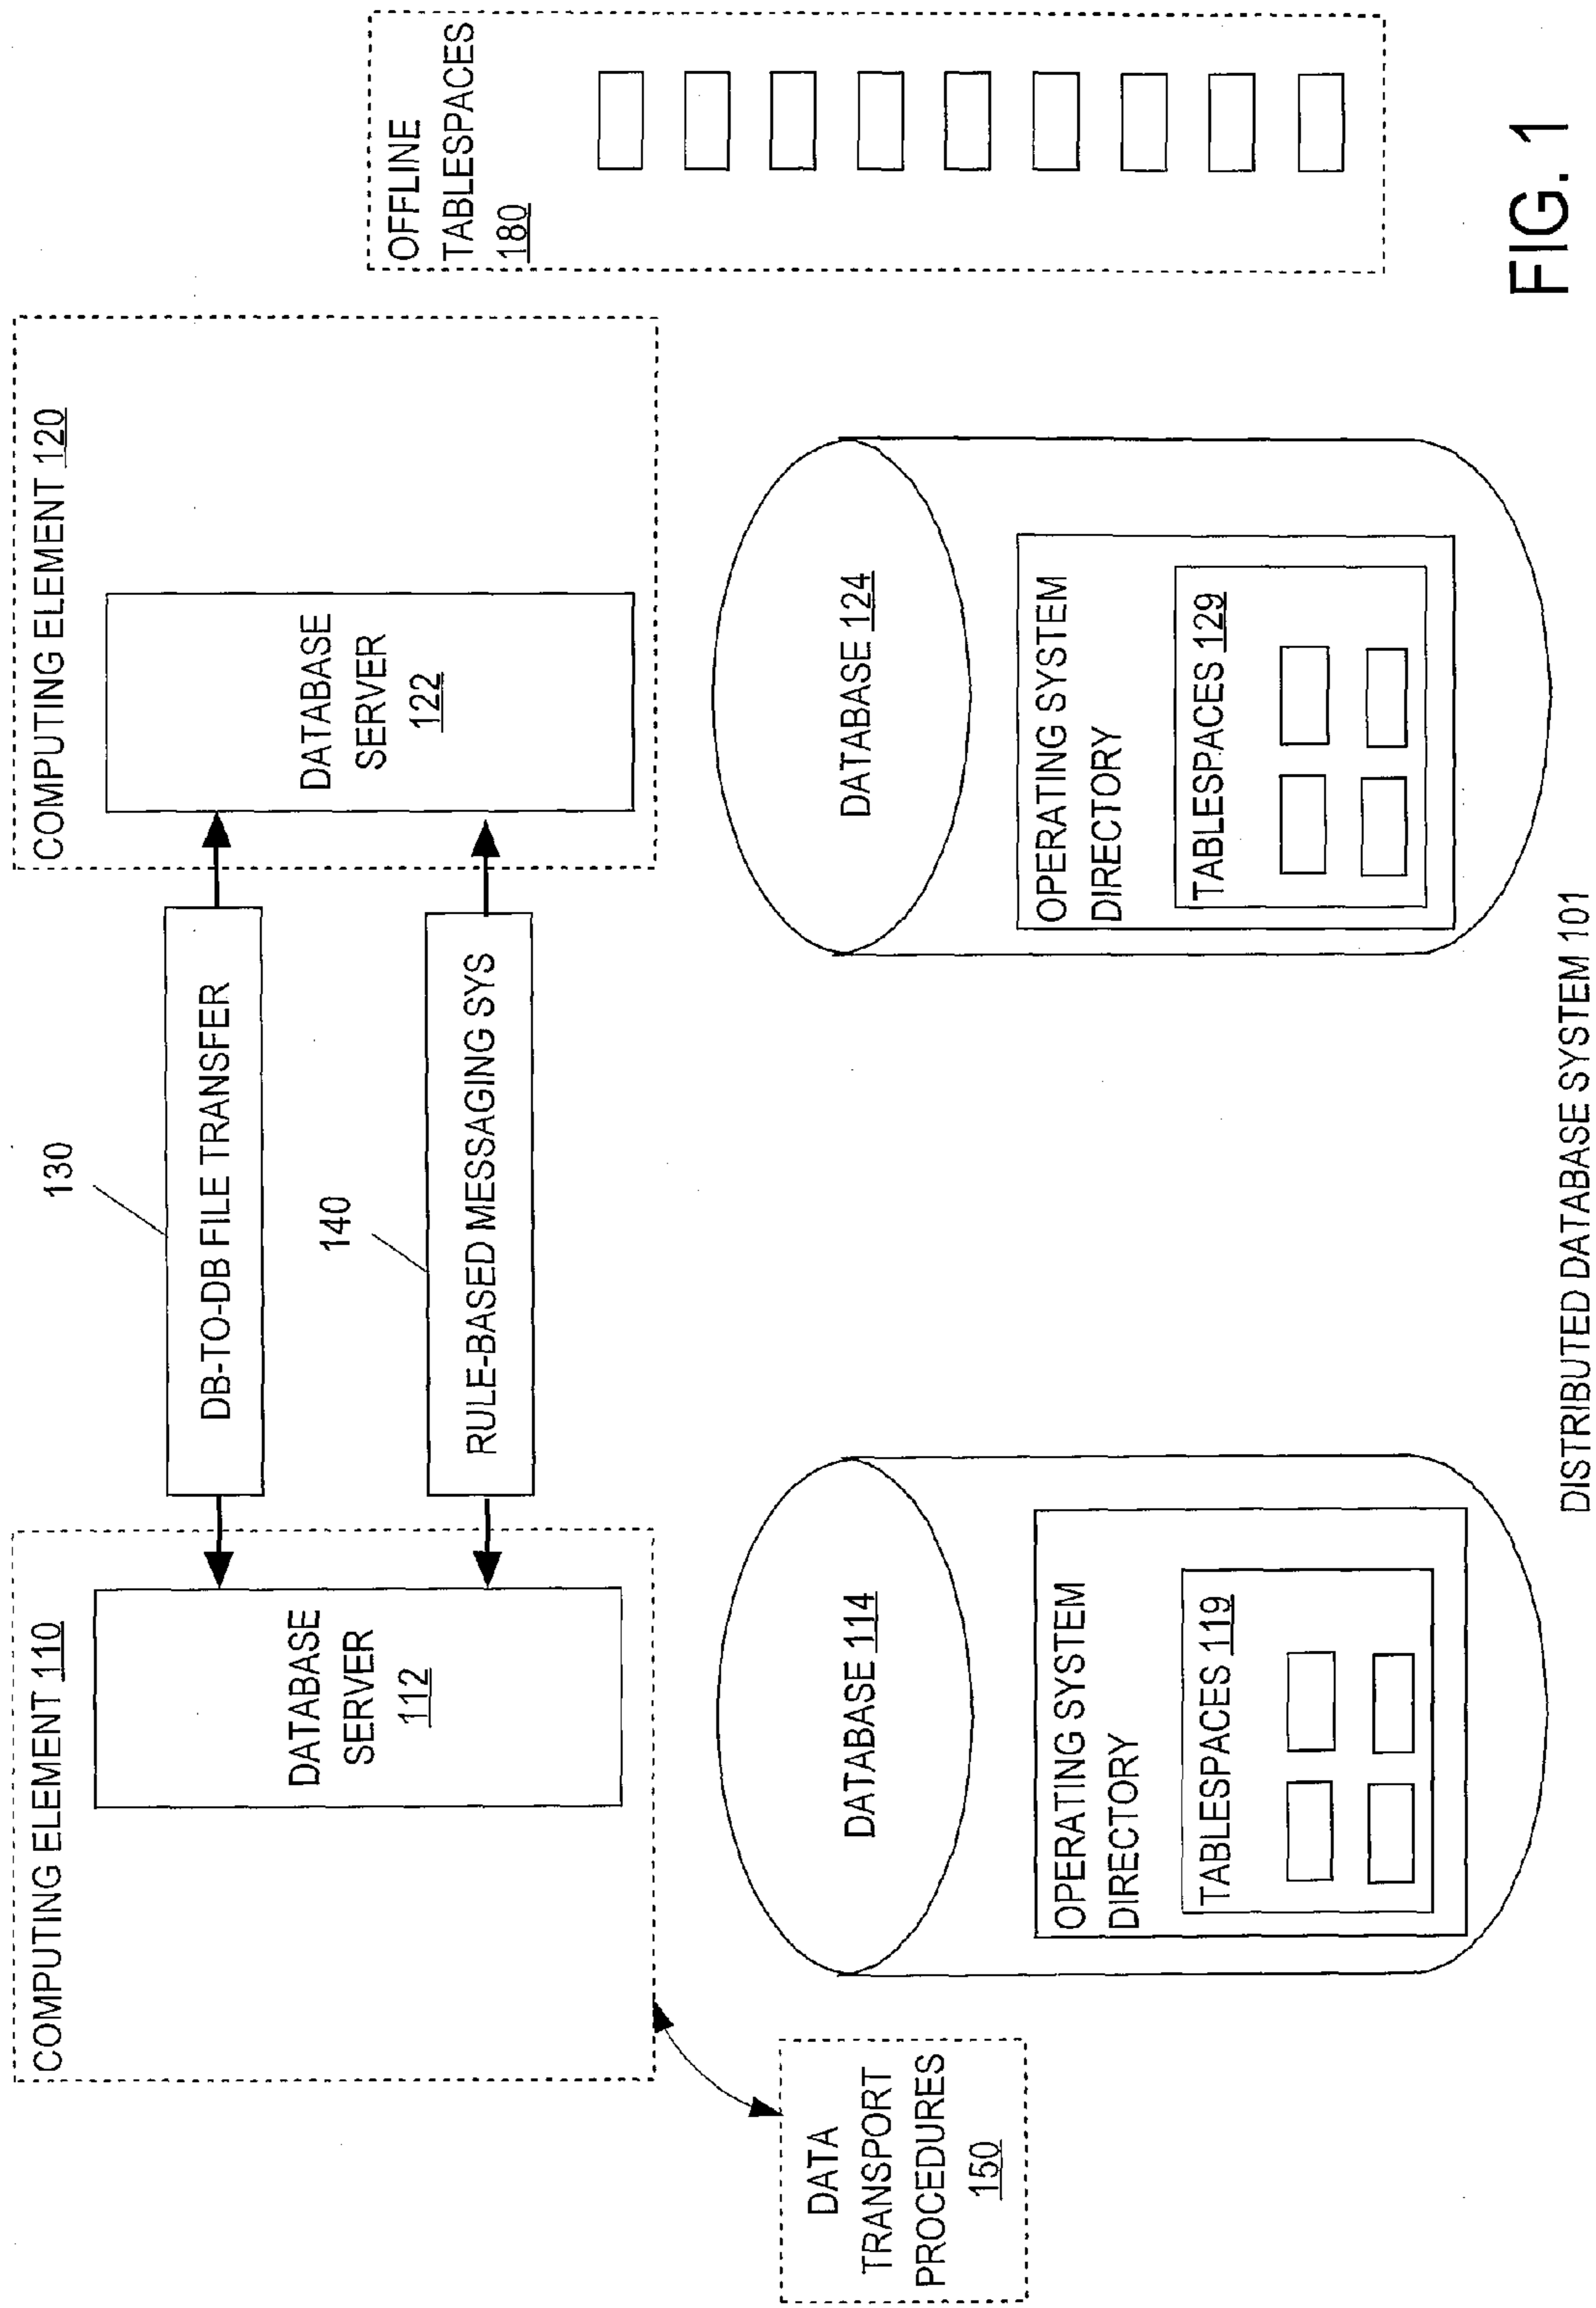 COMPUTING ELEMENT 110
DATABASE
SERVER
112
130
DB-TO-DB FILE TRANSFER
140
RULE-BASED MESSAGING SYS
COMPUTING ELEMENT 120
DATABASE
SERVER
122
OFFLINE
TABLESPACES
180
DATA
TRANSPORT
PROCEDURES
150
DATABASE 114
OPERATING SYSTEM
DIRECTORY
TABLESPACES 119
DATABASE 124
OPERATING SYSTEM
DIRECTORY
TABLESPACES 129
DISTRIBUTED DATABASE SYSTEM 101
FIG. 1